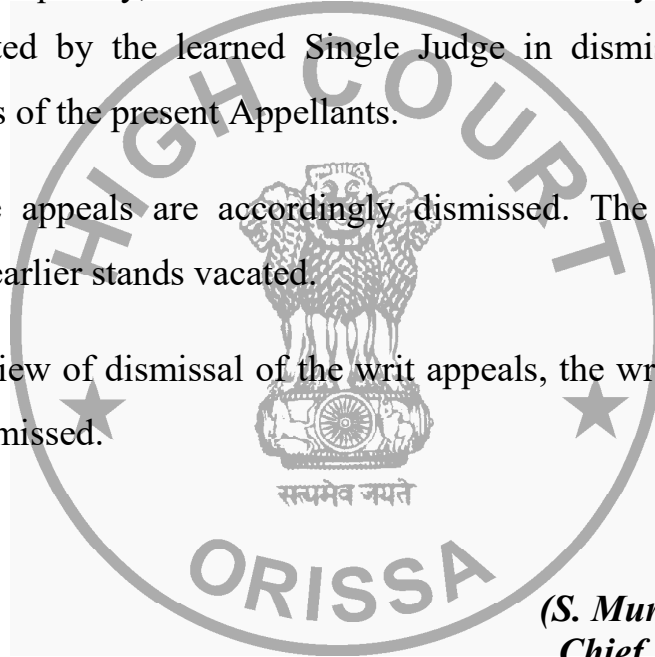 ted by the learned Single Judge in dismi
s of the present Appellants.
appeals are accordingly dismissed. The
earlier stands vacated.
iew of dismissal of the writ appeals, the wr
missed.
HIGH COURT
सत्यमेव जयते
ORISSA
(S. Mur
Chief